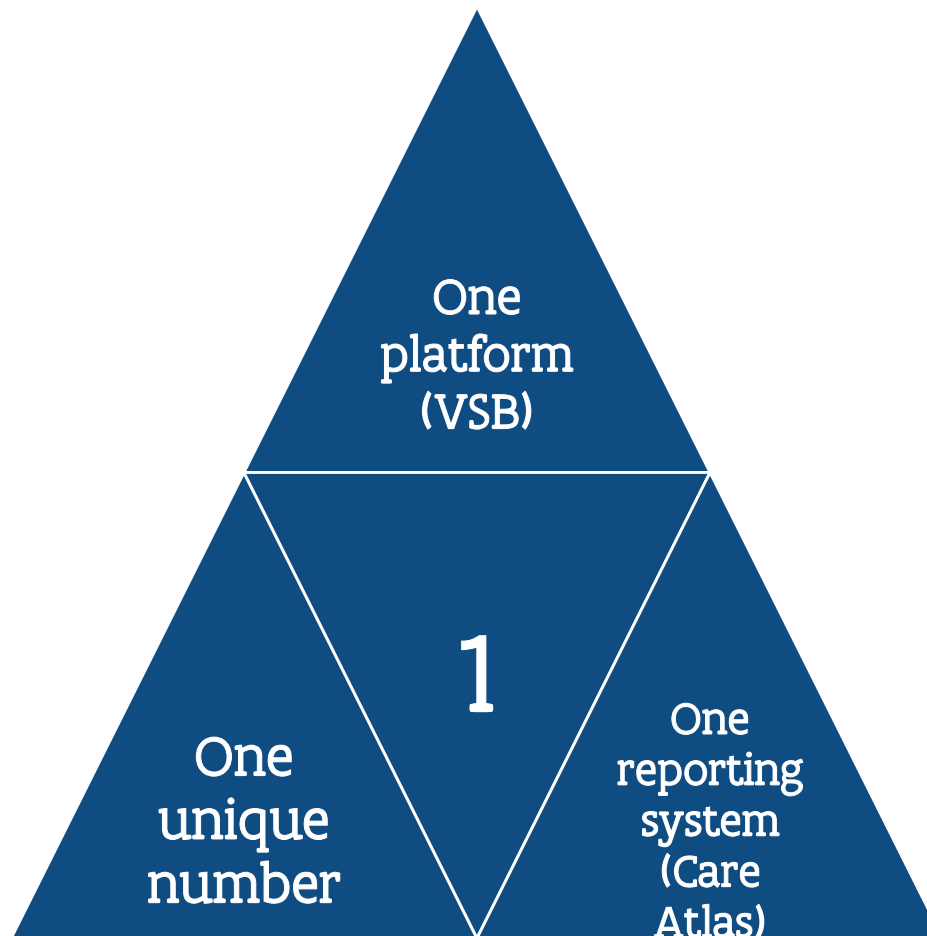 One
platform
(VSB)
1
One
unique
number
One
reporting
system
(Care
Atlas)